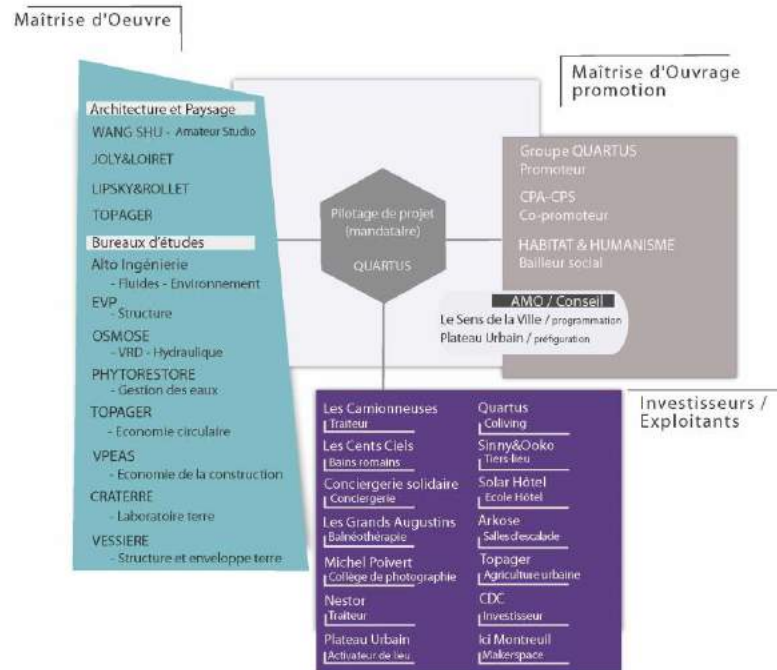 Maîtrise d'Oeuvre
Architecture et Paysage
WANG SHU - Amateur Studio
JOLY&LOIRET
LIPSKY&ROLLET
TOPAGER
Bureaux d'études
Alto Ingénierie
- Fluides - Environnement
EVP
- Structure
OSMOSE
- VRD - Hydraulique
PHYTORESTORE
- Gestion des eaux
TOPAGER
- Economie circulaire
VPEAS
- Economie de la construction
CRATERRE
- Laboratoire terre
VESSIERE
- Structure et enveloppe terre
Pilotage de projet
(mandataire)
QUARTUS
Maîtrise d'Ouvrage
promotion
Groupe QUARTUS
Promoteur
CPA-CPS
Co-promoteur
HABITAT & HUMANISME
Bailleur social
AMO / Conseil
Le Sens de la Ville / programmation
Plateau Urbain / préfiguration
Investisseurs /
Exploitants
Les Camionneuses
Traiteur
Les Cents Ciels
Bains romains
Conciergerie solidaire
Conciergerie
Les Grands Augustins
Balnéothérapie
Michel Poivert
Collège de photographie
Nestor
Traiteur
Plateau Urbain
Activateur de lieu
Quartus
Coliving
Sinny&Ooko
Tiers-lieu
Solar Hôtel
Ecole Hôtel
Arkose
Salles d'escalade
Topager
Agriculture urbaine
CDC
Investisseur
Ici Montreuil
Makerspace